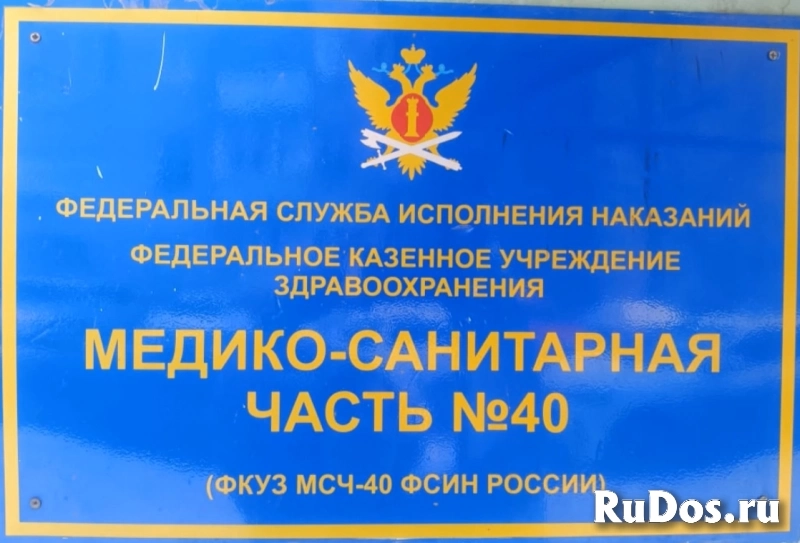 ФЕДЕРАЛЬНАЯ СЛУЖБА ИСПОЛНЕНИЯ НАКАЗАНИЙ
ФЕДЕРАЛЬНОЕ КАЗЕННОЕ УЧРЕЖДЕНИЕ
ЗДРАВООХРАНЕНИЯ
МЕДИКО-САНИТАРНАЯ
ЧАСТЬ №40
(ФКУЗ МСЧ-40 ФСИН РОССИИ)
RuDos.ru